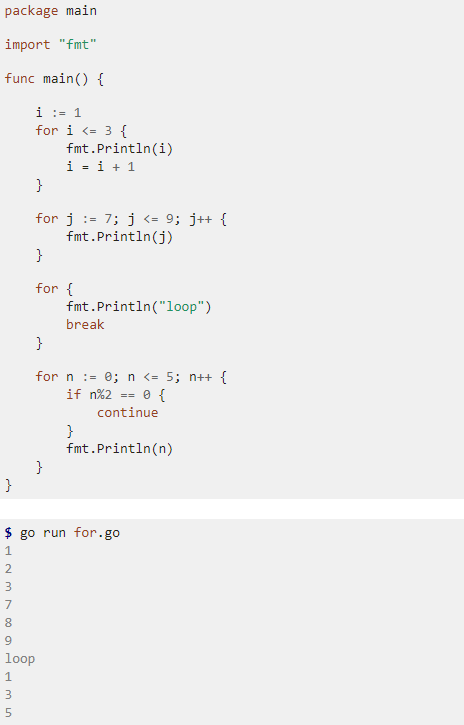 package main

import "fmt"

func main() {

    i := 1
    for i <= 3 {
        fmt.Println(i)
        i = i + 1
    }

    for j := 7; j <= 9; j++ {
        fmt.Println(j)
    }

    for {
        fmt.Println("loop")
        break
    }

    for n := 0; n <= 5; n++ {
        if n%2 == 0 {
            continue
        }
        fmt.Println(n)
    }
}

$ go run for.go
1
2
3
7
8
9
loop
1
3
5